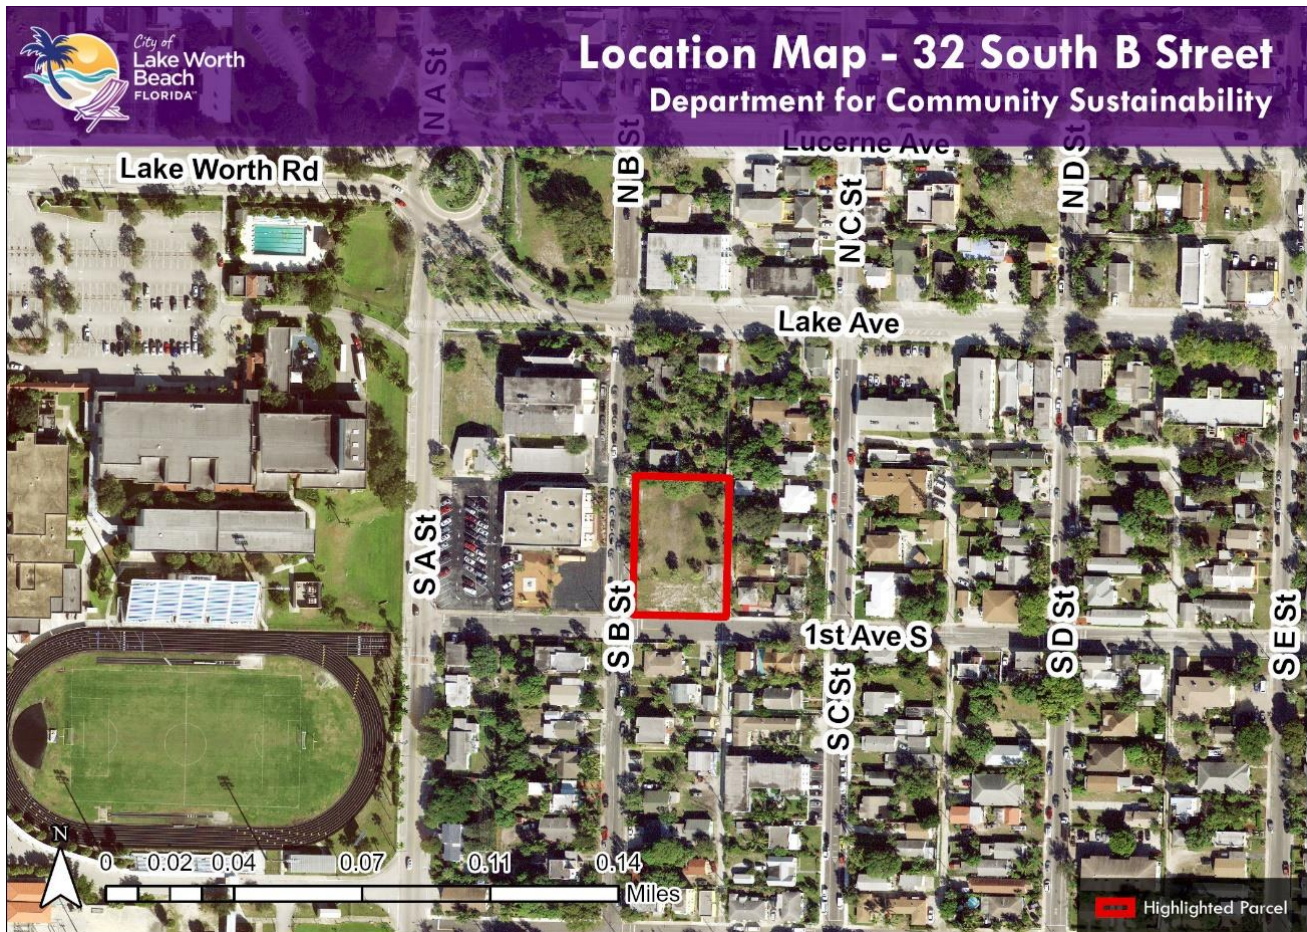 City of
Lake Worth
Beach
FLORIDA™
Location Map - 32 South B Street
Department for Community Sustainability
N A St
N B St
Lucerne Ave
N D St
Lake Worth Rd
N C St
Lake Ave
S A St
S B St
1st Ave S
S C St
S D St
S E St
N
0 0.02 0.04 0.07 0.11 0.14
Miles
Highlighted Parcel